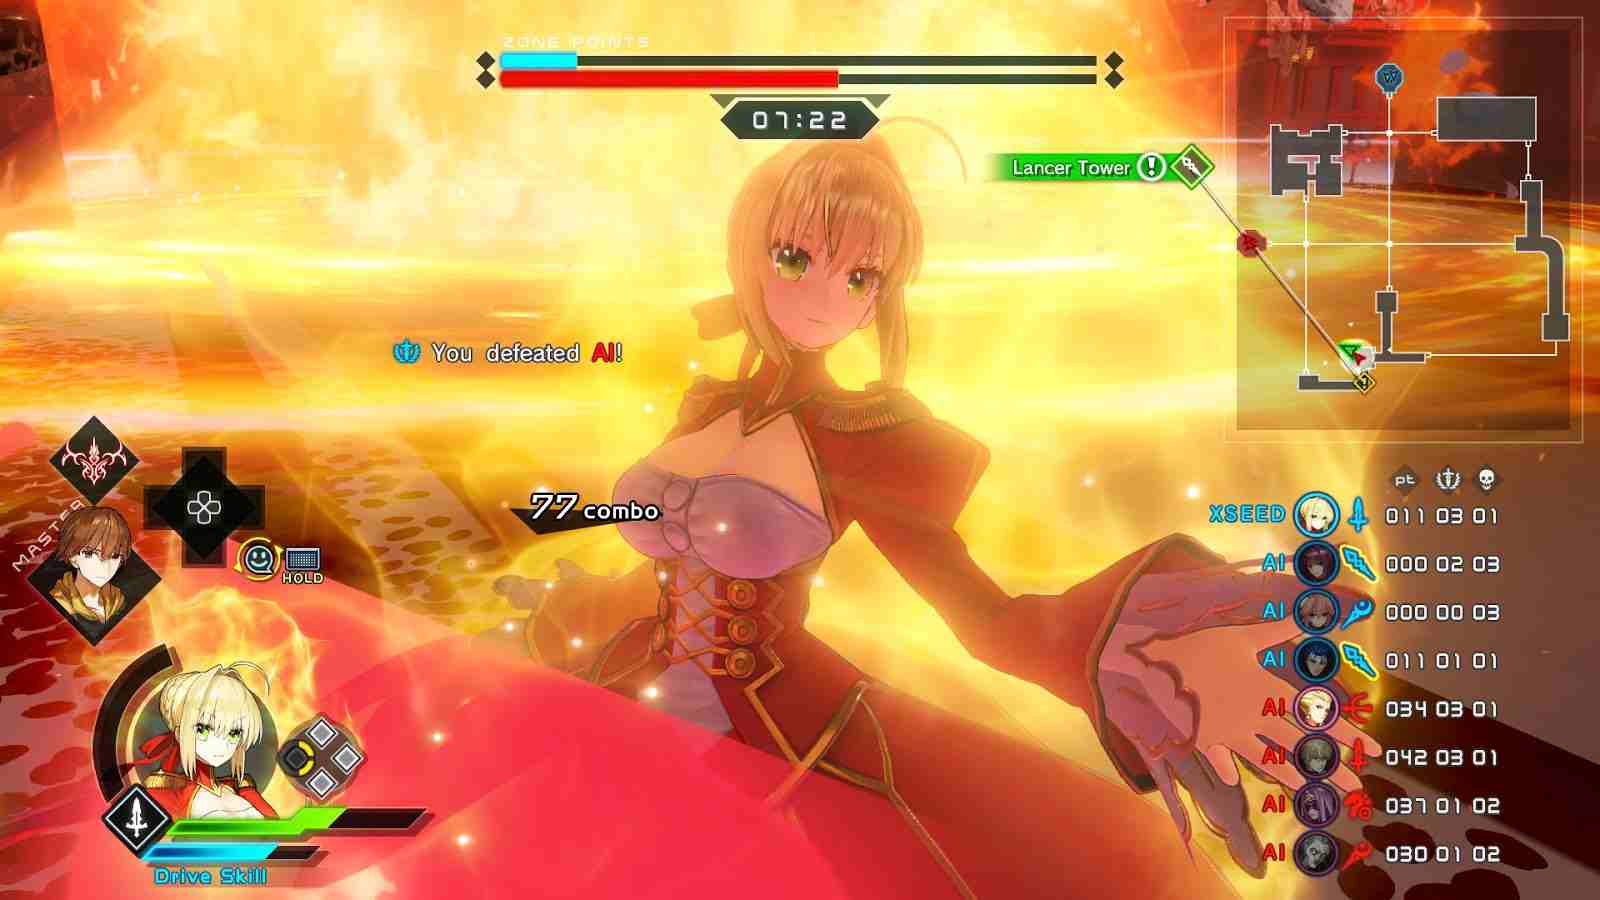 ZONE POINTS
07:22
Lancer Tower !
You defeated AI!
77 combo
MASTER
HOLD
Drive Skill
pt
XSEED 011 03 01
AI 000 02 03
AI 000 00 03
AI 011 01 01
AI 034 03 01
AI 042 03 01
AI 037 01 02
AI 030 01 02